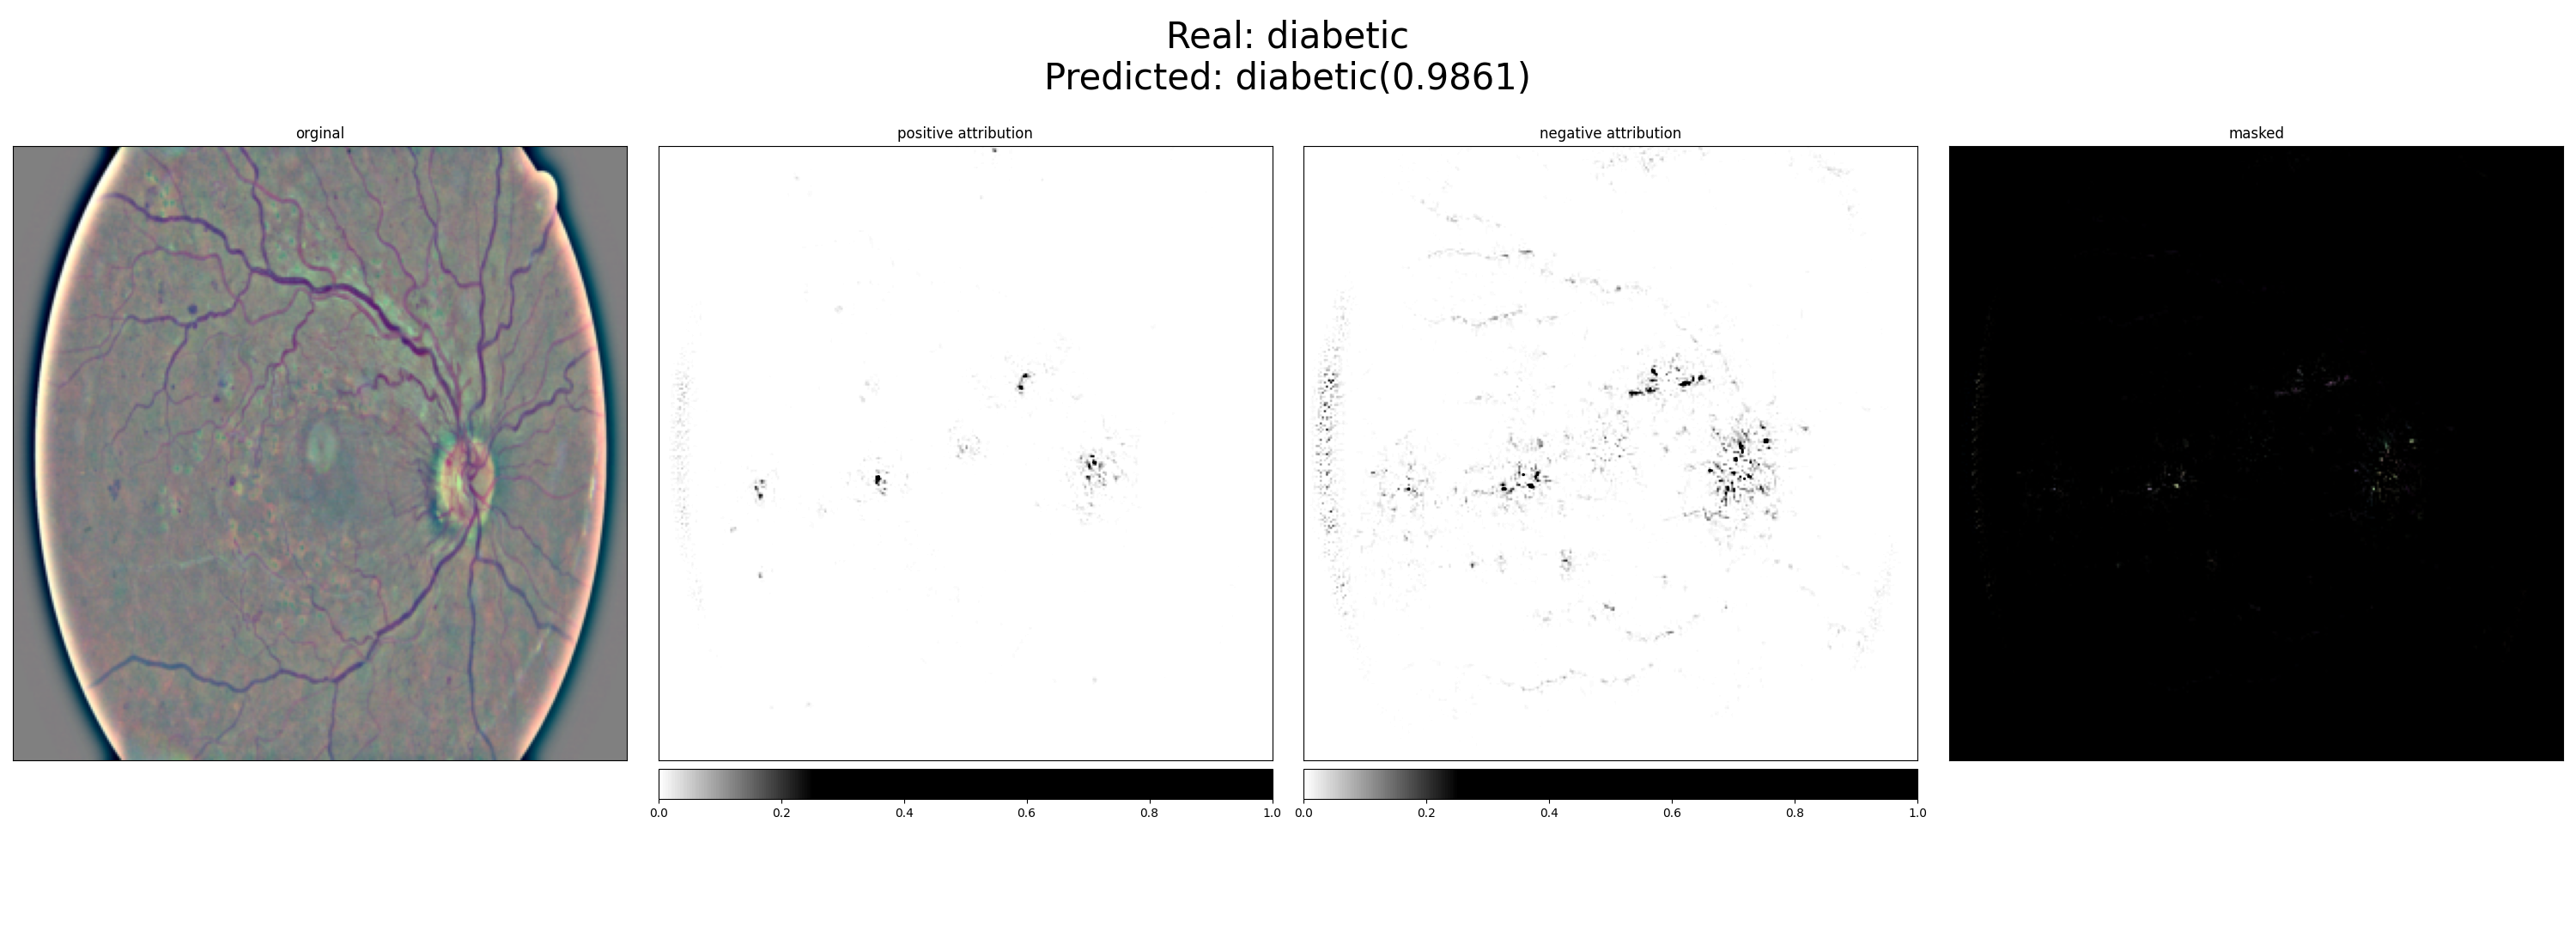 Real: diabetic
Predicted: diabetic(0.9861)
orginal
positive attribution
negative attribution
masked
0.0 0.2 0.4 0.6 0.8 1.0
0.0 0.2 0.4 0.6 0.8 1.0